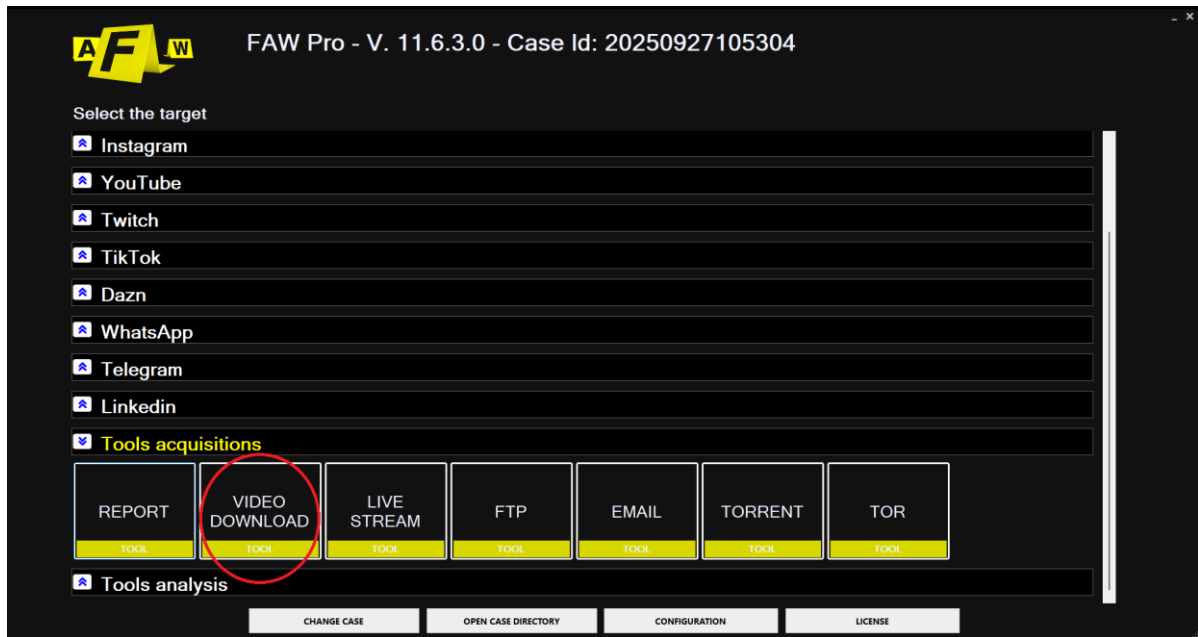 A F W
FAW Pro - V. 11.6.3.0 - Case Id: 20250927105304
Select the target
Instagram
YouTube
Twitch
TikTok
Dazn
WhatsApp
Telegram
Linkedin
Tools acquisitions
REPORT
TOOL
VIDEO
DOWNLOAD
TOOL
LIVE
STREAM
TOOL
FTP
TOOL
EMAIL
TOOL
TORRENT
TOOL
TOR
TOOL
Tools analysis
CHANGE CASE
OPEN CASE DIRECTORY
CONFIGURATION
LICENSE